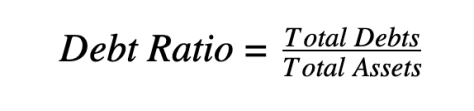 Debt Ratio = Total Debts / Total Assets